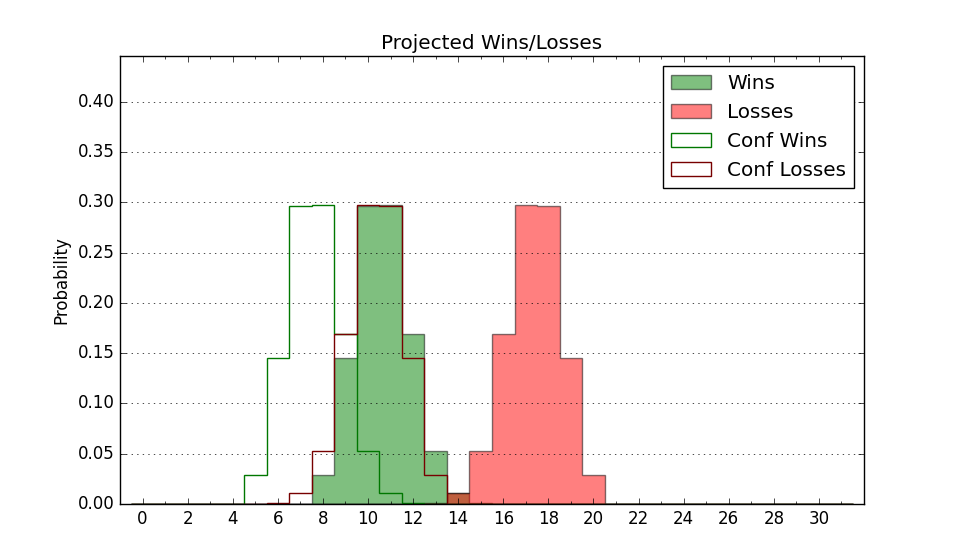 Projected Wins/Losses
Wins
Losses
Conf Wins
Conf Losses
Probability
0.40
0.35
0.30
0.25
0.20
0.15
0.10
0.05
0.00
0 2 4 6 8 10 12 14 16 18 20 22 24 26 28 30